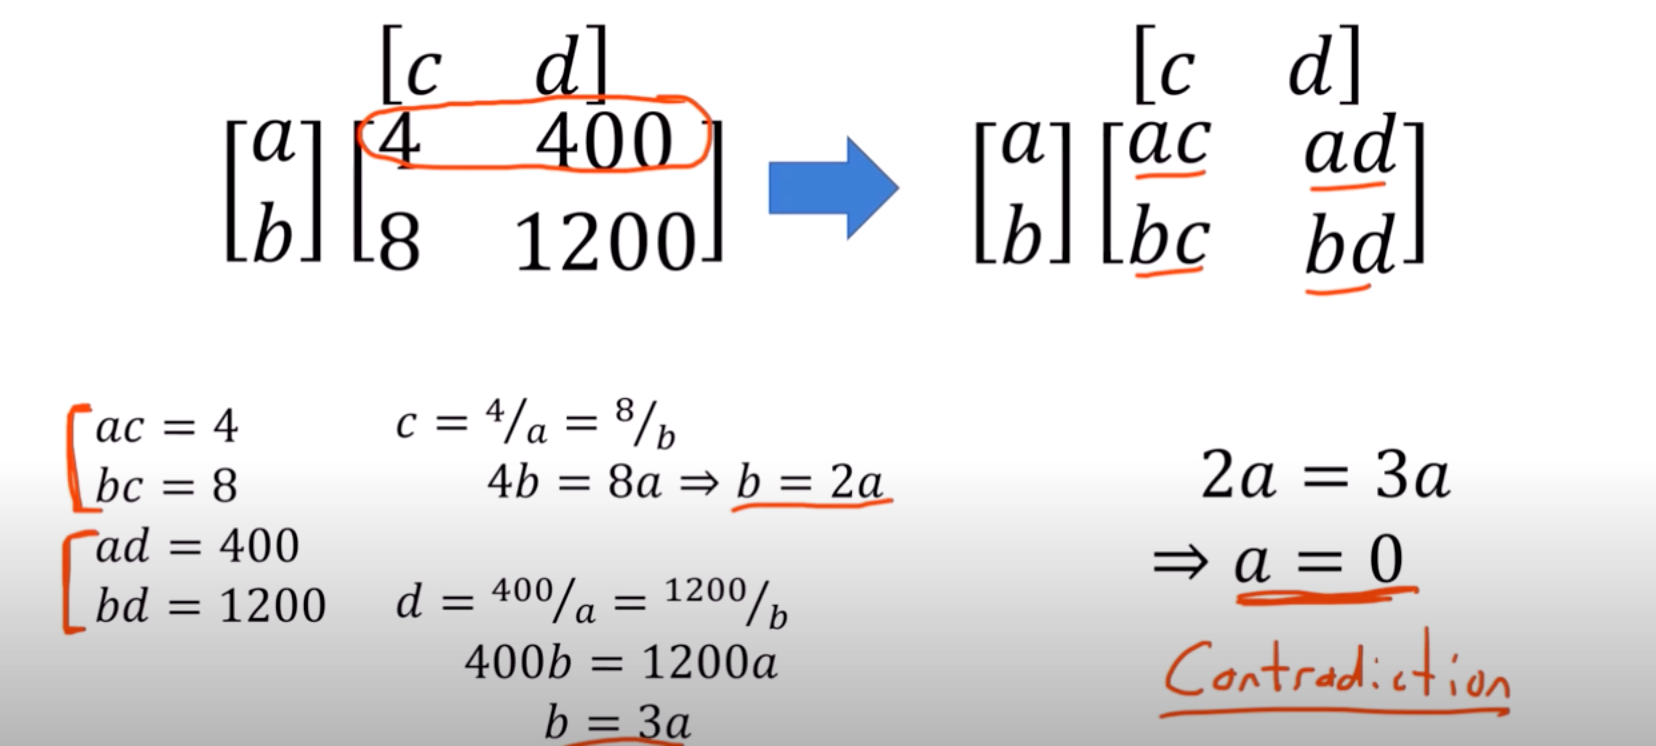 [c d] [c d]
[a b] [4 400 [a b] [ac ad
8 1200] bc bd]
ac = 4
bc = 8
ad = 400
bd = 1200
c = 4/a = 8/b
4b = 8a ⇒ b = 2a
d = 400/a = 1200/b
400b = 1200a
b = 3a
2a = 3a
⇒ a = 0
Contradiction